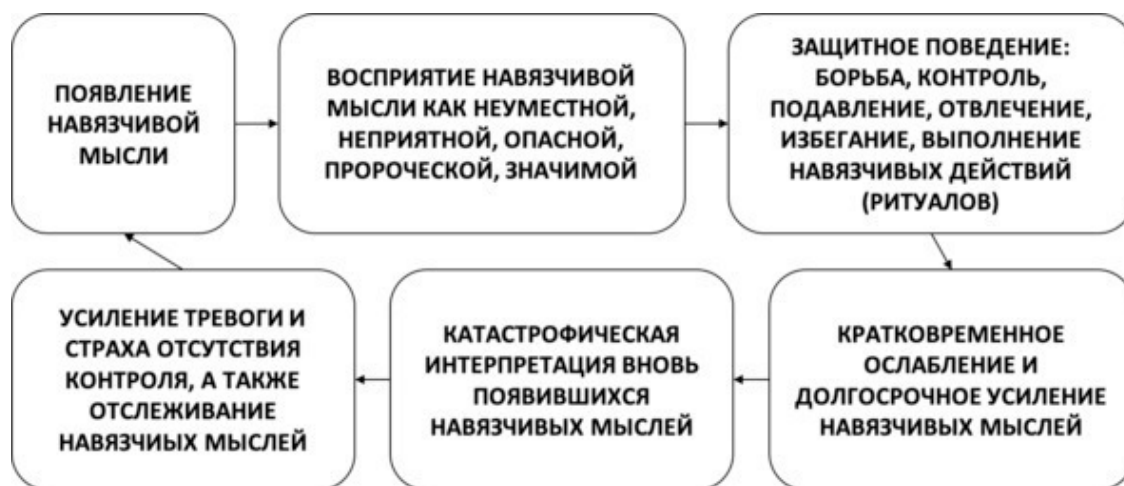 ПОЯВЛЕНИЕ
НАВЯЗЧИВОЙ
МЫСЛИ
ВОСПРИЯТИЕ НАВЯЗЧИВОЙ
МЫСЛИ КАК НЕУМЕСТНОЙ,
НЕПРИЯТНОЙ, ОПАСНОЙ,
ПРОРОЧЕСКОЙ, ЗНАЧИМОЙ
ЗАЩИТНОЕ ПОВЕДЕНИЕ:
БОРЬБА, КОНТРОЛЬ,
ПОДАВЛЕНИЕ, ОТВЛЕЧЕНИЕ,
ИЗБЕГАНИЕ, ВЫПОЛНЕНИЕ
НАВЯЗЧИВЫХ ДЕЙСТВИЙ
(РИТУАЛОВ)
КРАТКОВРЕМЕННОЕ
ОСЛАБЛЕНИЕ И
ДОЛГОСРОЧНОЕ УСИЛЕНИЕ
НАВЯЗЧИВЫХ МЫСЛЕЙ
КАТАСТРОФИЧЕСКАЯ
ИНТЕРПРЕТАЦИЯ ВНОВЬ
ПОЯВИВШИХСЯ
НАВЯЗЧИВЫХ МЫСЛЕЙ
УСИЛЕНИЕ ТРЕВОГИ И
СТРАХА ОТСУТСТВИЯ
КОНТРОЛЯ, А ТАКЖЕ
ОТСЛЕЖИВАНИЕ
НАВЯЗЧИЫХ МЫСЛЕЙ